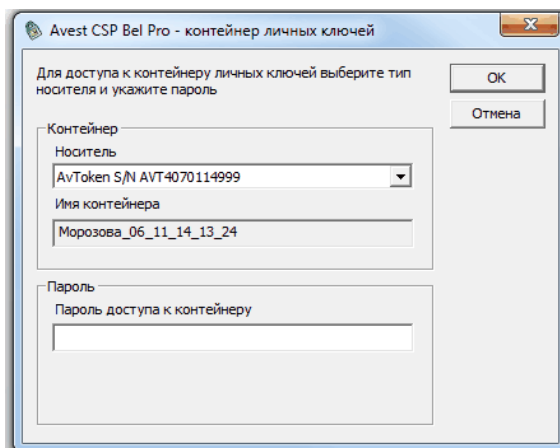 Avest CSP Bel Pro - контейнер личных ключей
Для доступа к контейнеру личных ключей выберите тип
носителя и укажите пароль
OK
Отмена
Контейнер
Носитель
AvToken S/N AVT4070114999
Имя контейнера
Морозова_06_11_14_13_24
Пароль
Пароль доступа к контейнеру